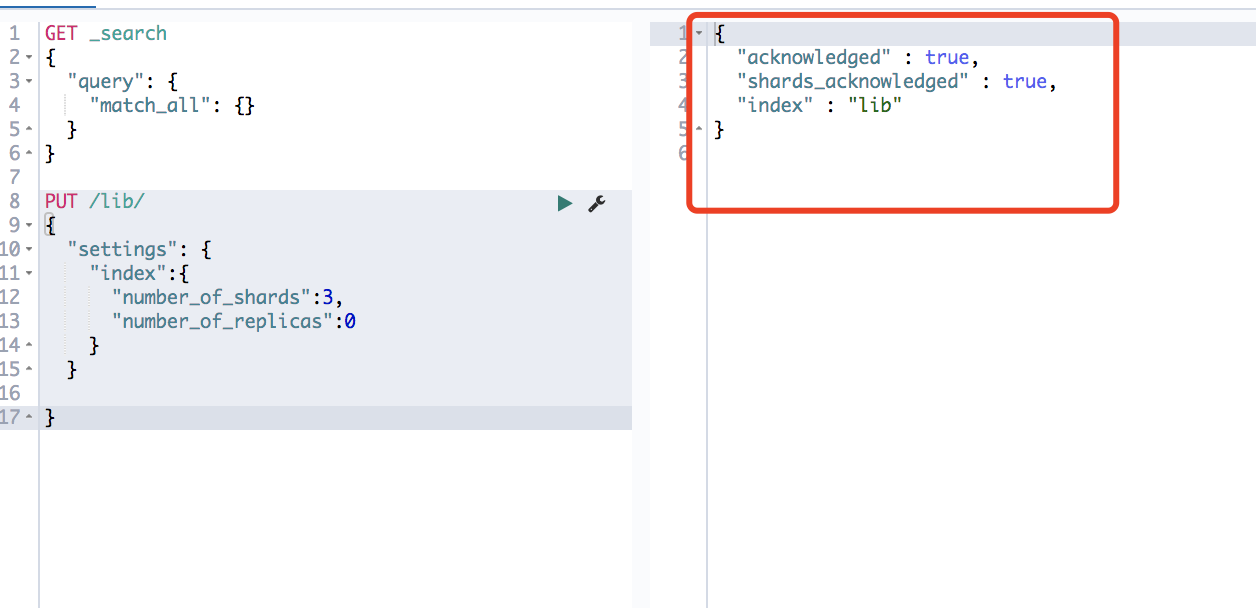 1 GET _search
2 {
3 "query": {
4 "match_all": {}
5 }
6 }
7
8 PUT /lib/
9 {
10 "settings": {
11 "index":{
12 "number_of_shards":3,
13 "number_of_replicas":0
14 }
15 }
16
17 }
1 {
2 "acknowledged" : true,
3 "shards_acknowledged" : true,
4 "index" : "lib"
5 }
6